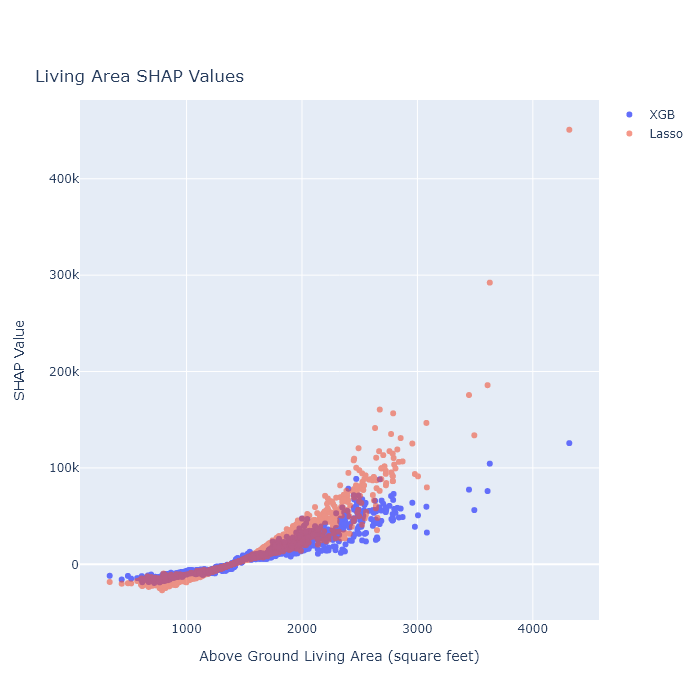 Living Area SHAP Values
XGB
Lasso
400k
300k
200k
100k
0
SHAP Value
1000 2000 3000 4000
Above Ground Living Area (square feet)